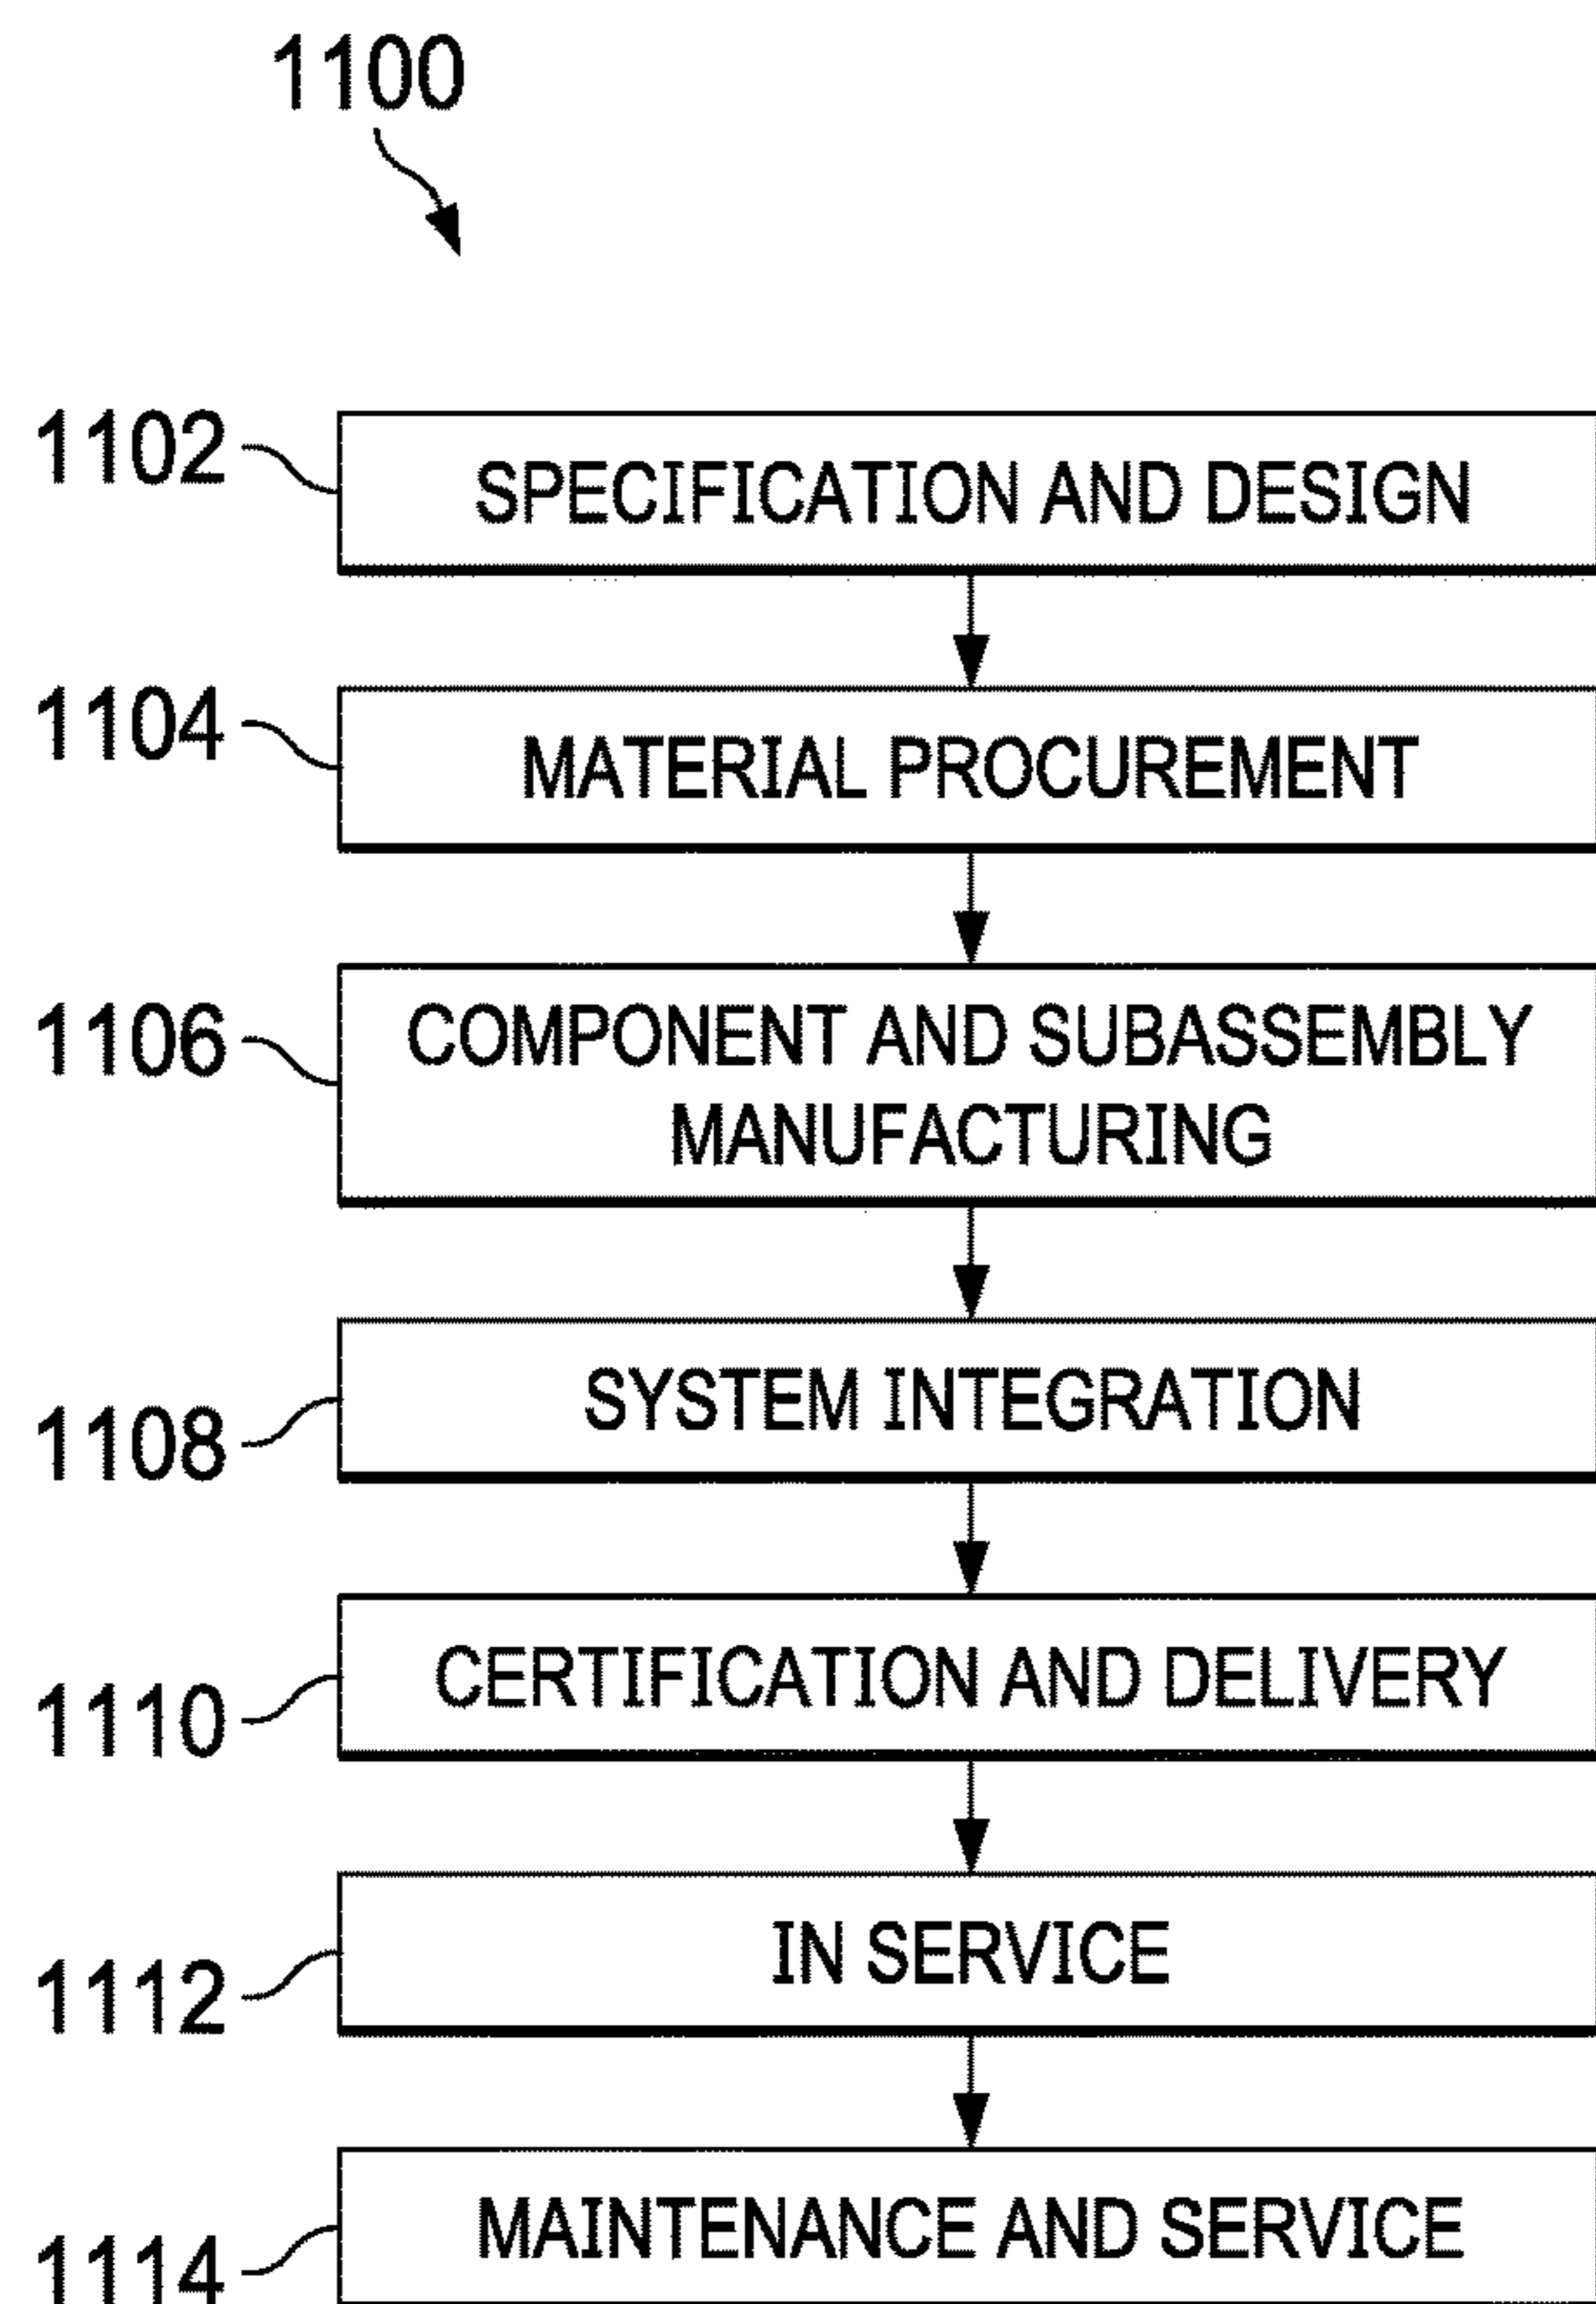 1100
1102
SPECIFICATION AND DESIGN
1104
MATERIAL PROCUREMENT
1106
COMPONENT AND SUBASSEMBLY
MANUFACTURING
1108
SYSTEM INTEGRATION
1110
CERTIFICATION AND DELIVERY
1112
IN SERVICE
1114
MAINTENANCE AND SERVICE